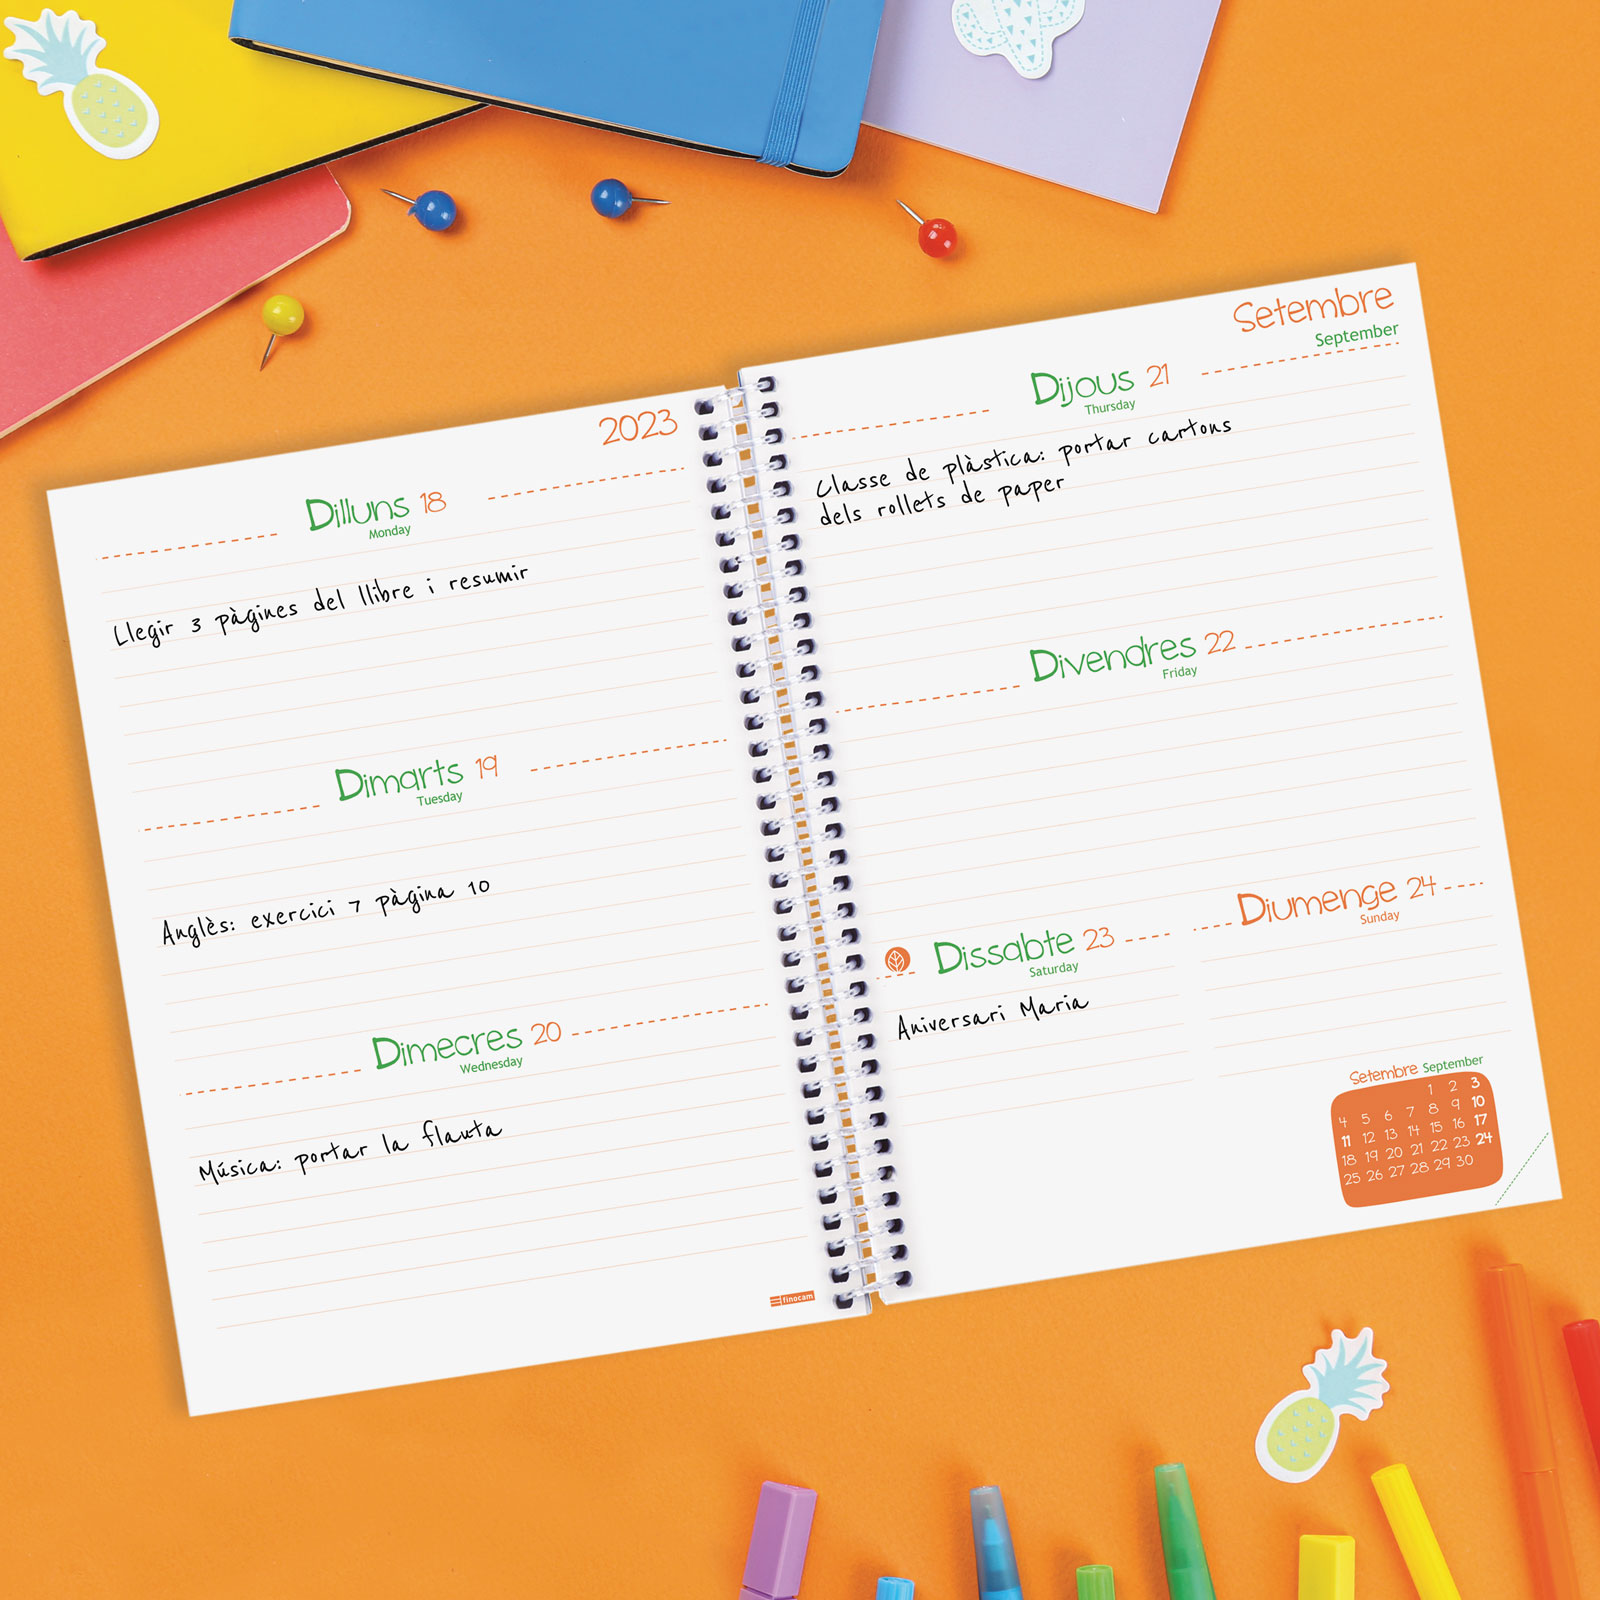 2023
Dilluns 18
Monday
Llegir 3 pàgines del llibre i resumir
Dimarts 19
Tuesday
Anglès: exercici 7 pàgina 10
Dimecres 20
Wednesday
Música: portar la flauta
finocam
Setembre
September
Dijous 21
Thursday
Classe de plàstica: portar cartons
dels rollets de paper
Divendres 22
Friday
Dissabte 23
Saturday
Aniversari Maria
Diumenge 24
Sunday
Setembre September
1 2 3
4 5 6 7 8 9 10
11 12 13 14 15 16 17
18 19 20 21 22 23 24
25 26 27 28 29 30